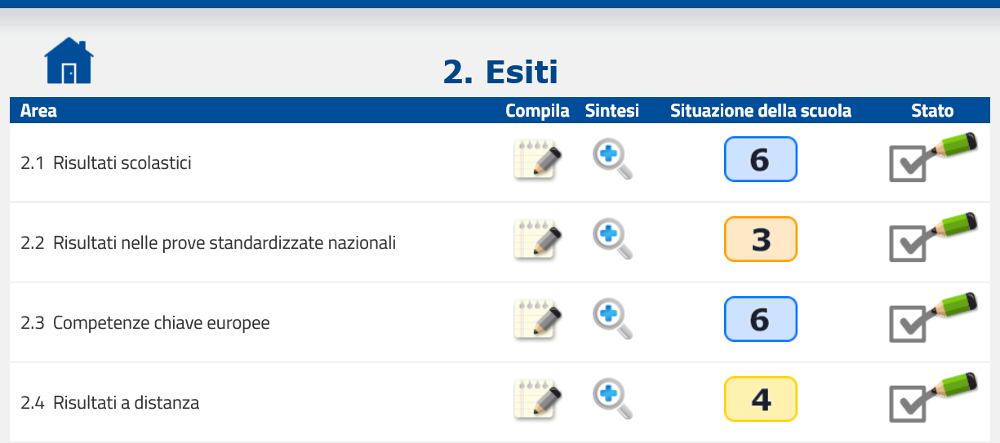 2. Esiti
Area Compila Sintesi Situazione della scuola Stato
2.1 Risultati scolastici 6
2.2 Risultati nelle prove standardizzate nazionali 3
2.3 Competenze chiave europee 6
2.4 Risultati a distanza 4